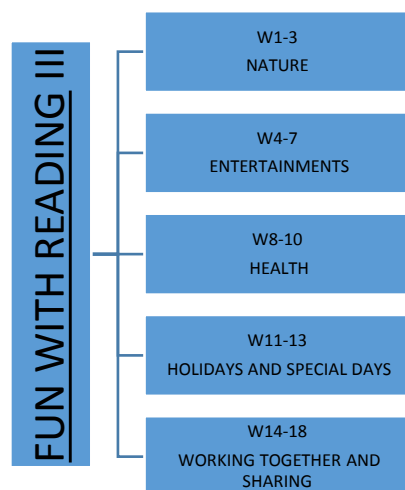 FUN WITH READING III
W1-3
NATURE
W4-7
ENTERTAINMENTS
W8-10
HEALTH
W11-13
HOLIDAYS AND SPECIAL DAYS
W14-18
WORKING TOGETHER AND
SHARING